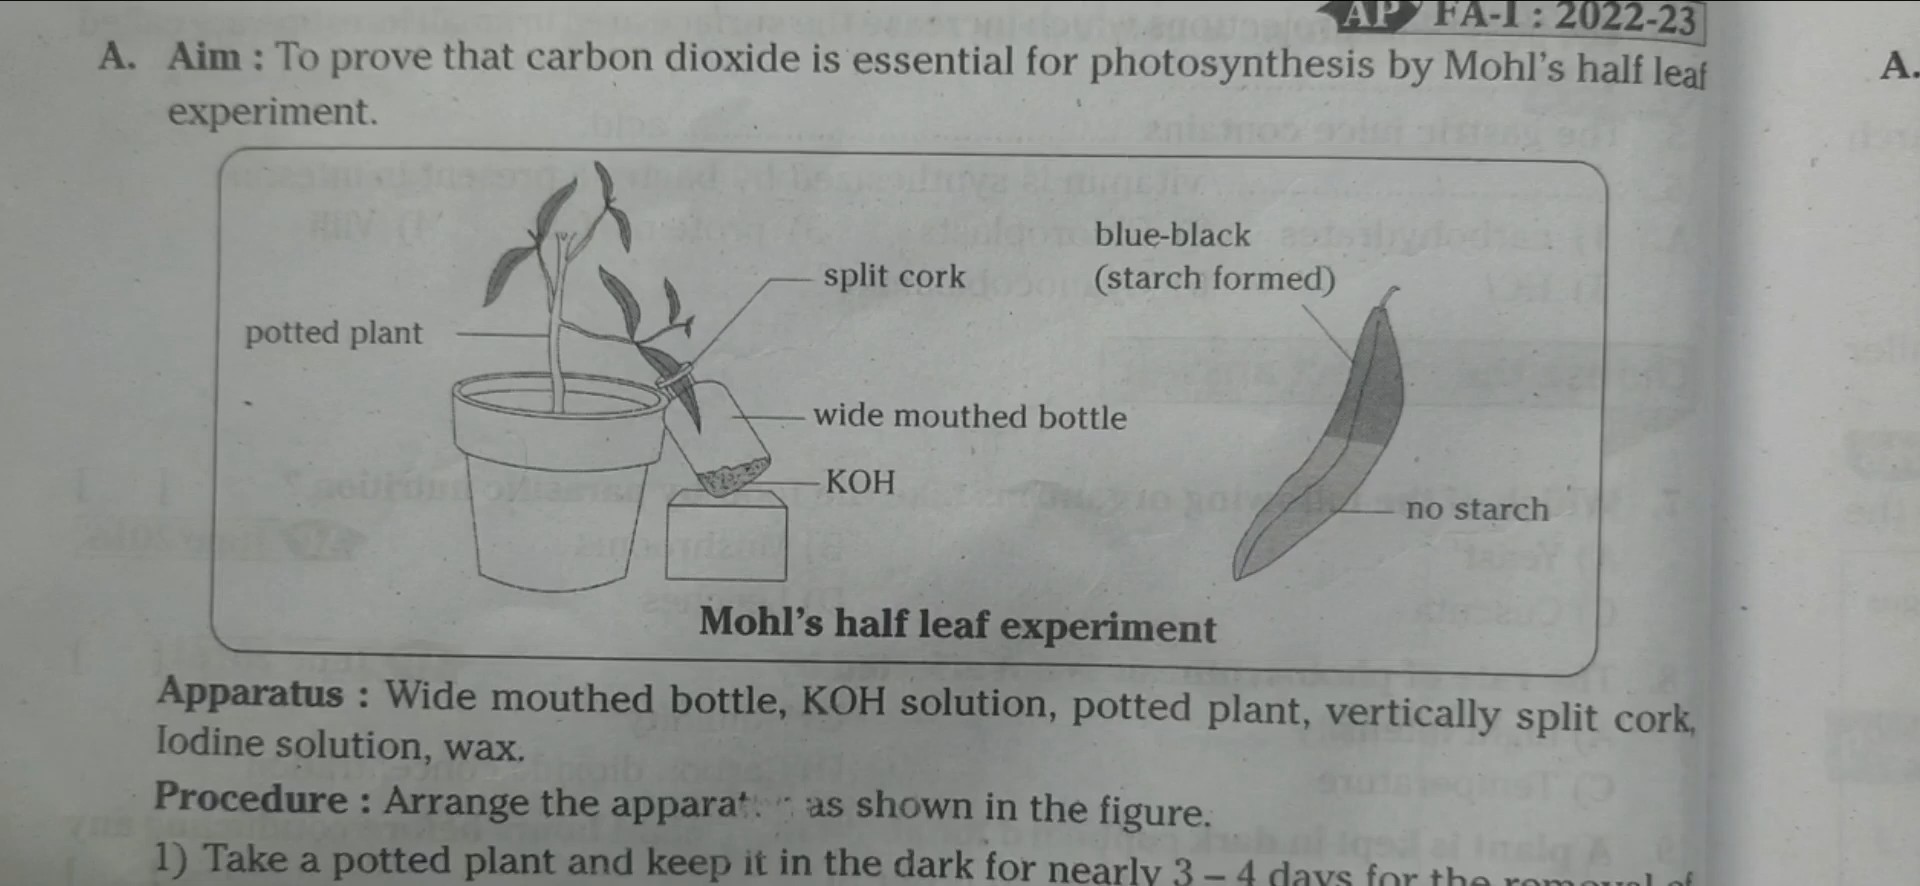 AP FA-I : 2022-23
A. Aim : To prove that carbon dioxide is essential for photosynthesis by Mohl's half leaf
experiment.
blue-black
(starch formed)
split cork
potted plant
wide mouthed bottle
KOH
no starch
Mohl's half leaf experiment
Apparatus : Wide mouthed bottle, KOH solution, potted plant, vertically split cork,
Iodine solution, wax.
Procedure : Arrange the as shown in the figure.
1) Take a potted plant and keep it in the dark for nearly 3 – 4 days for the removal of
A.